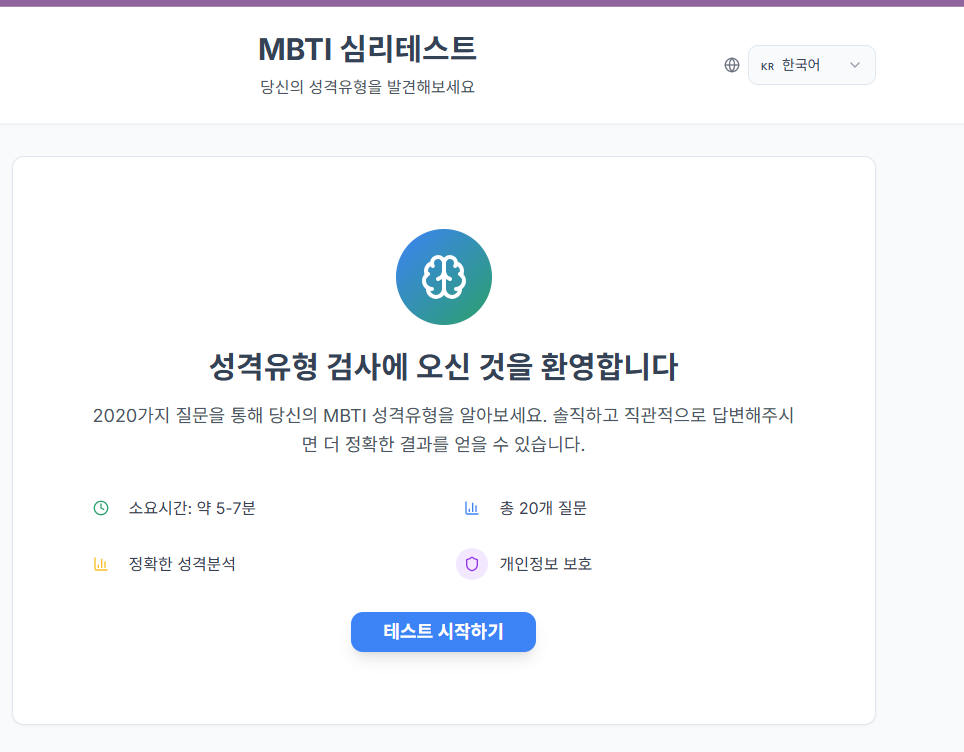 MBTI 심리테스트
당신의 성격유형을 발견해보세요
KR 한국어
성격유형 검사에 오신 것을 환영합니다
2020가지 질문을 통해 당신의 MBTI 성격유형을 알아보세요. 솔직하고 직관적으로 답변해주시
면 더 정확한 결과를 얻을 수 있습니다.
소요시간: 약 5-7분
총 20개 질문
정확한 성격분석
개인정보 보호
테스트 시작하기